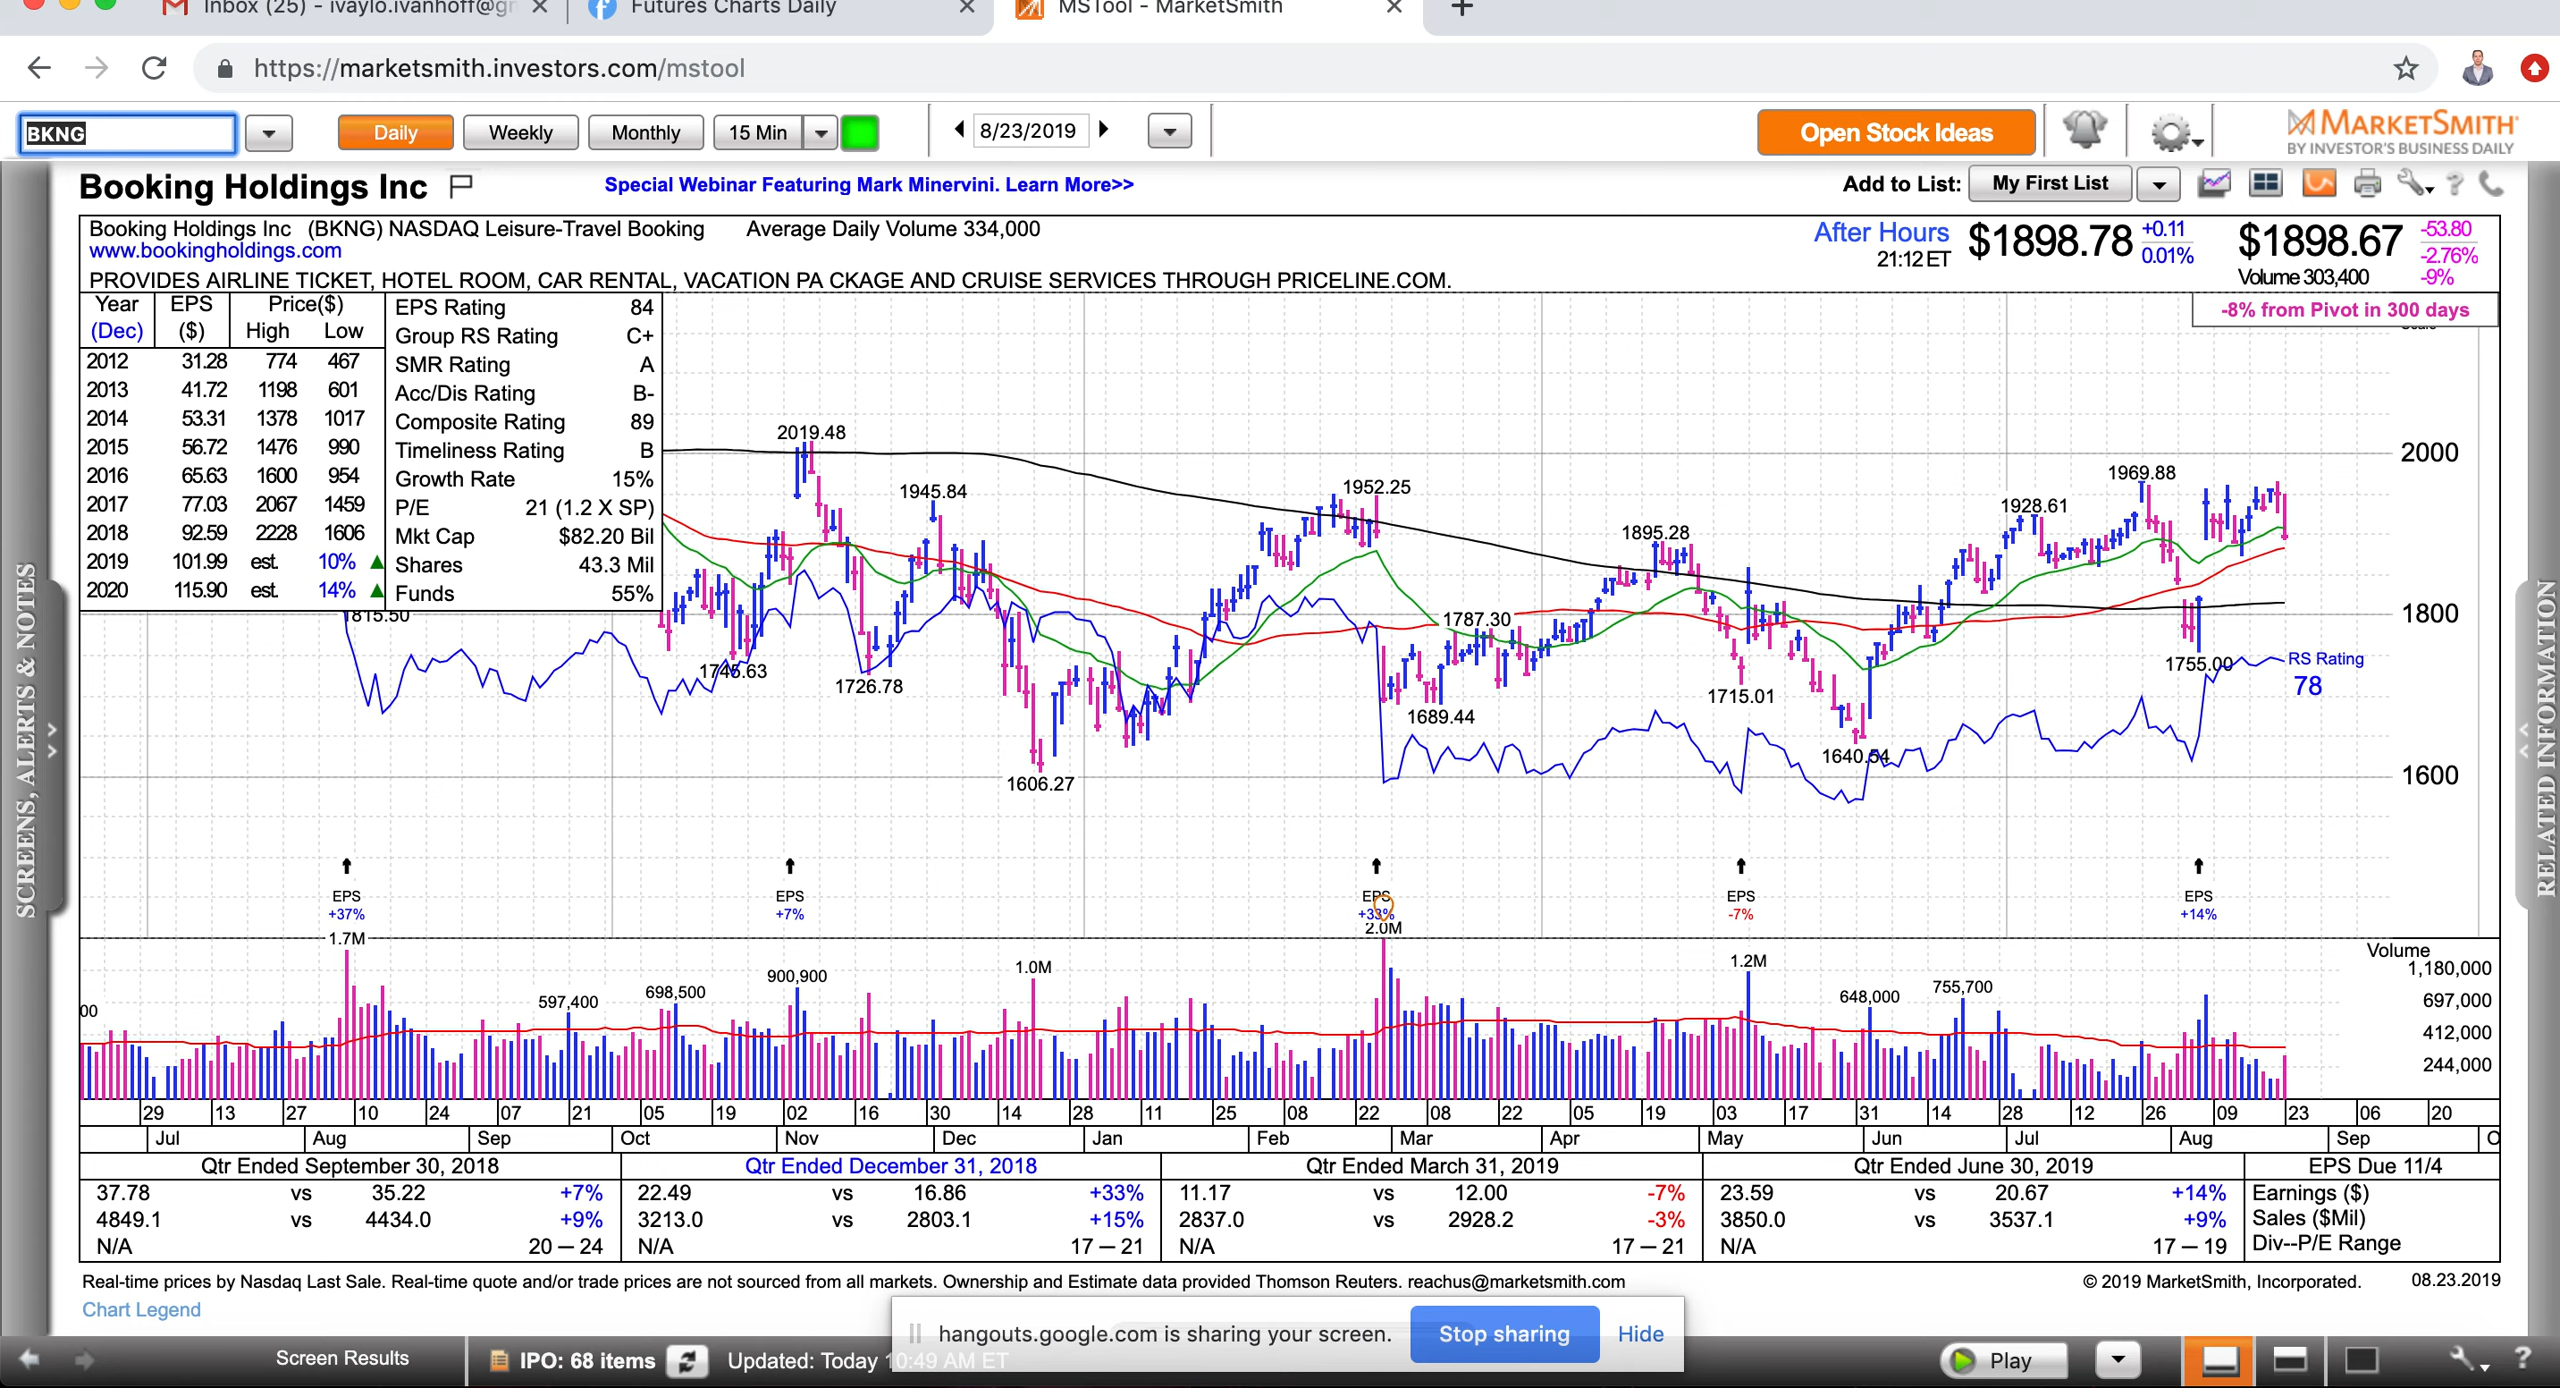 Inbox (25) - ivaylo.ivanhoff@gm
Futures Charts Daily
MSTool - MarketSmith
https://marketsmith.investors.com/mstool
BKNG
Daily
Weekly
Monthly
15 Min
8/23/2019
Open Stock Ideas
MARKETSMITH
BY INVESTOR'S BUSINESS DAILY
Booking Holdings Inc
Special Webinar Featuring Mark Minervini. Learn More>>
Add to List:
My First List
Booking Holdings Inc (BKNG) NASDAQ Leisure-Travel Booking Average Daily Volume 334,000
www.bookingholdings.com
After Hours
21:12 ET
$1898.78
+0.11
0.01%
$1898.67
Volume 303,400
-53.80
-2.76%
-9%
PROVIDES AIRLINE TICKET, HOTEL ROOM, CAR RENTAL, VACATION PA CKAGE AND CRUISE SERVICES THROUGH PRICELINE.COM.
-8% from Pivot in 300 days
Year EPS Price($)
(Dec) ($) High Low
2012 31.28 774 467
2013 41.72 1198 601
2014 53.31 1378 1017
2015 56.72 1476 990
2016 65.63 1600 954
2017 77.03 2067 1459
2018 92.59 2228 1606
2019 101.99 est. 10%
2020 115.90 est. 14%
EPS Rating 84
Group RS Rating C+
SMR Rating A
Acc/Dis Rating B-
Composite Rating 89
Timeliness Rating B
Growth Rate 15%
P/E 21 (1.2 X SP)
Mkt Cap $82.20 Bil
Shares 43.3 Mil
Funds 55%
1815.50
2019.48
1945.84
1952.25
1895.28
1928.61
1969.88
1745.63
1726.78
1606.27
1787.30
1689.44
1715.01
1640.54
1755.00
RS Rating
78
2000
1800
1600
EPS
+37%
EPS
+7%
EPS
+33%
EPS
-7%
EPS
+14%
1.7M
2.0M
Volume
00
597,400
698,500
900,900
1.0M
1.2M
648,000
755,700
1,180,000
697,000
412,000
244,000
29 13 27 10 24 07 21 05 19 02 16 30 14 28 11 25 08 22 08 22 05 19 03 17 31 14 28 12 26 09 23 06 20
Jul Aug Sep Oct Nov Dec Jan Feb Mar Apr May Jun Jul Aug Sep O
Qtr Ended September 30, 2018
37.78 vs 35.22 +7%
4849.1 vs 4434.0 +9%
N/A 20 — 24
Qtr Ended December 31, 2018
22.49 vs 16.86 +33%
3213.0 vs 2803.1 +15%
N/A 17 — 21
Qtr Ended March 31, 2019
11.17 vs 12.00 -7%
2837.0 vs 2928.2 -3%
N/A 17 — 21
Qtr Ended June 30, 2019
23.59 vs 20.67 +14%
3850.0 vs 3537.1 +9%
N/A 17 — 19
EPS Due 11/4
Earnings ($)
Sales ($Mil)
Div--P/E Range
Real-time prices by Nasdaq Last Sale. Real-time quote and/or trade prices are not sourced from all markets. Ownership and Estimate data provided Thomson Reuters. reachus@marketsmith.com
© 2019 MarketSmith, Incorporated. 08.23.2019
Chart Legend
SCREENS, ALERTS & NOTES
RELATED INFORMATION
hangouts.google.com is sharing your screen.
Stop sharing
Hide
Screen Results
IPO: 68 items
Updated: Today 10:49 AM ET
Play